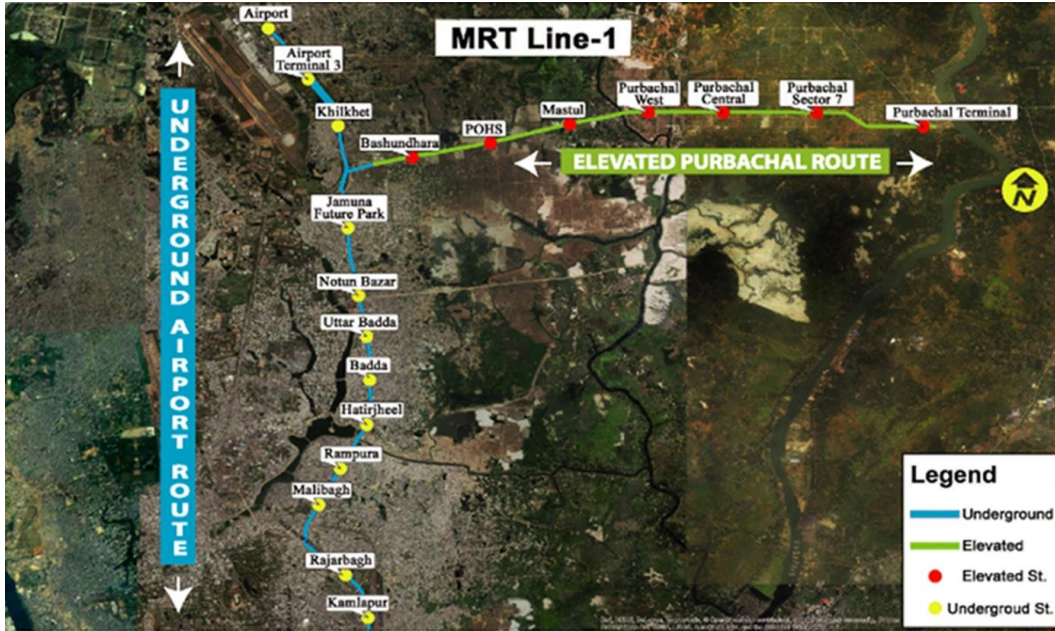 MRT Line-1
Airport
Airport
Terminal 3
Khilkhet
Bashundhara
POHS
Mastul
Purbachal
West
Purbachal
Central
Purbachal
Sector 7
Purbachal Terminal
ELEVATED PURBACHAL ROUTE
N
UNDERGROUND AIRPORT ROUTE
Jamuna
Future Park
Notun Bazar
Uttar Badda
Badda
Hatirjheel
Rampura
Malibagh
Rajarbagh
Kamlapur
Legend
Underground
Elevated
Elevated St.
Undergroud St.